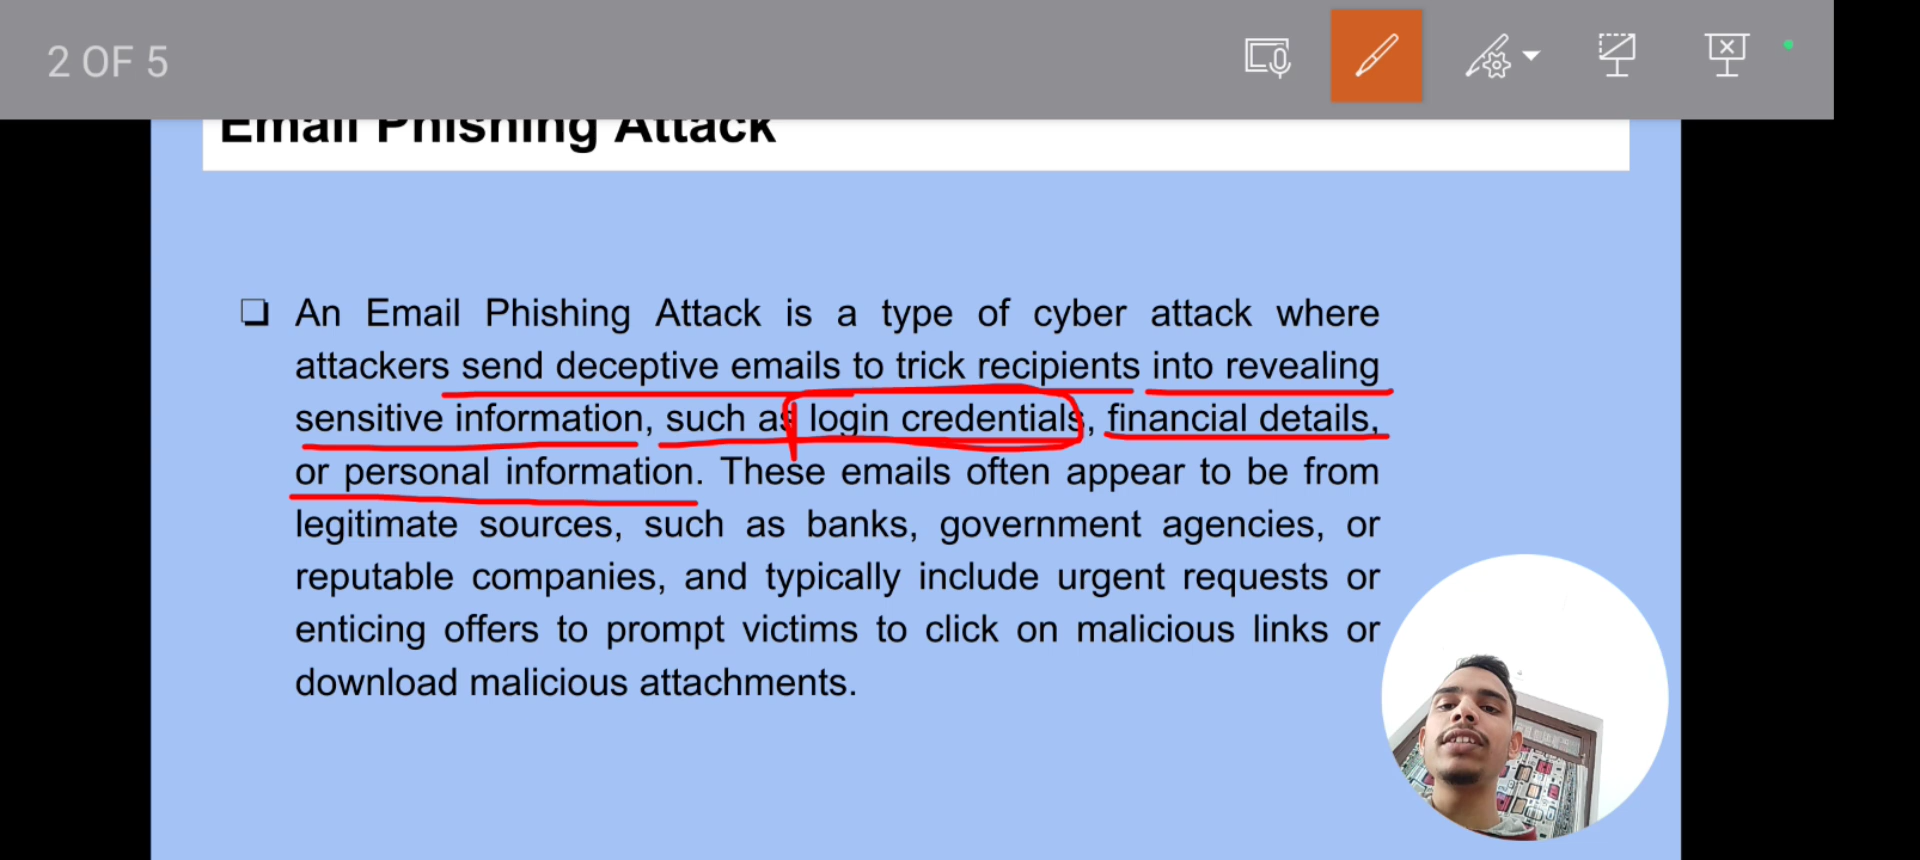 2 OF 5
Email Phishing Attack
❏ An Email Phishing Attack is a type of cyber attack where
attackers send deceptive emails to trick recipients into revealing
sensitive information, such as login credentials, financial details,
or personal information. These emails often appear to be from
legitimate sources, such as banks, government agencies, or
reputable companies, and typically include urgent requests or
enticing offers to prompt victims to click on malicious links or
download malicious attachments.